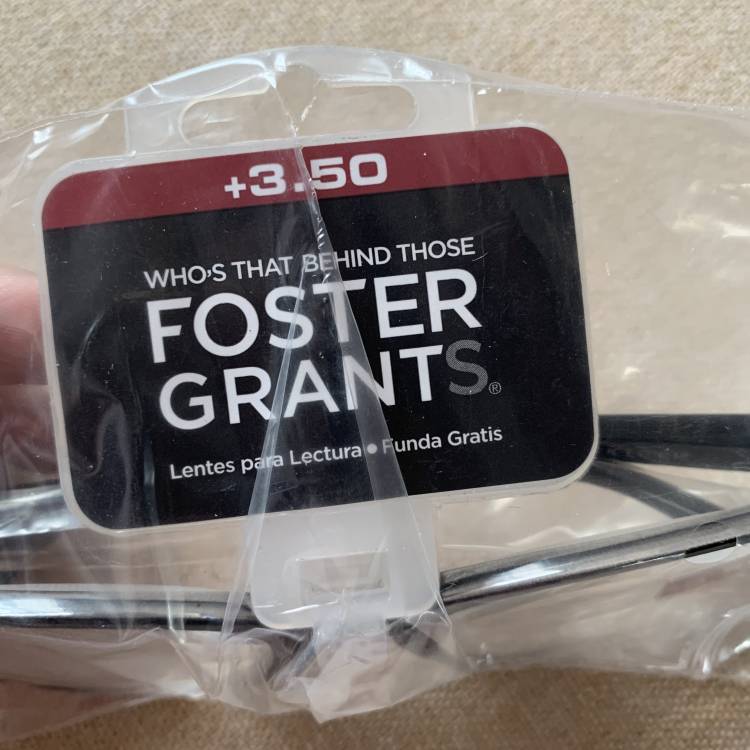 +3.50
WHO'S THAT BEHIND THOSE
FOSTER
GRANTS®
Lentes para Lectura • Funda Gratis